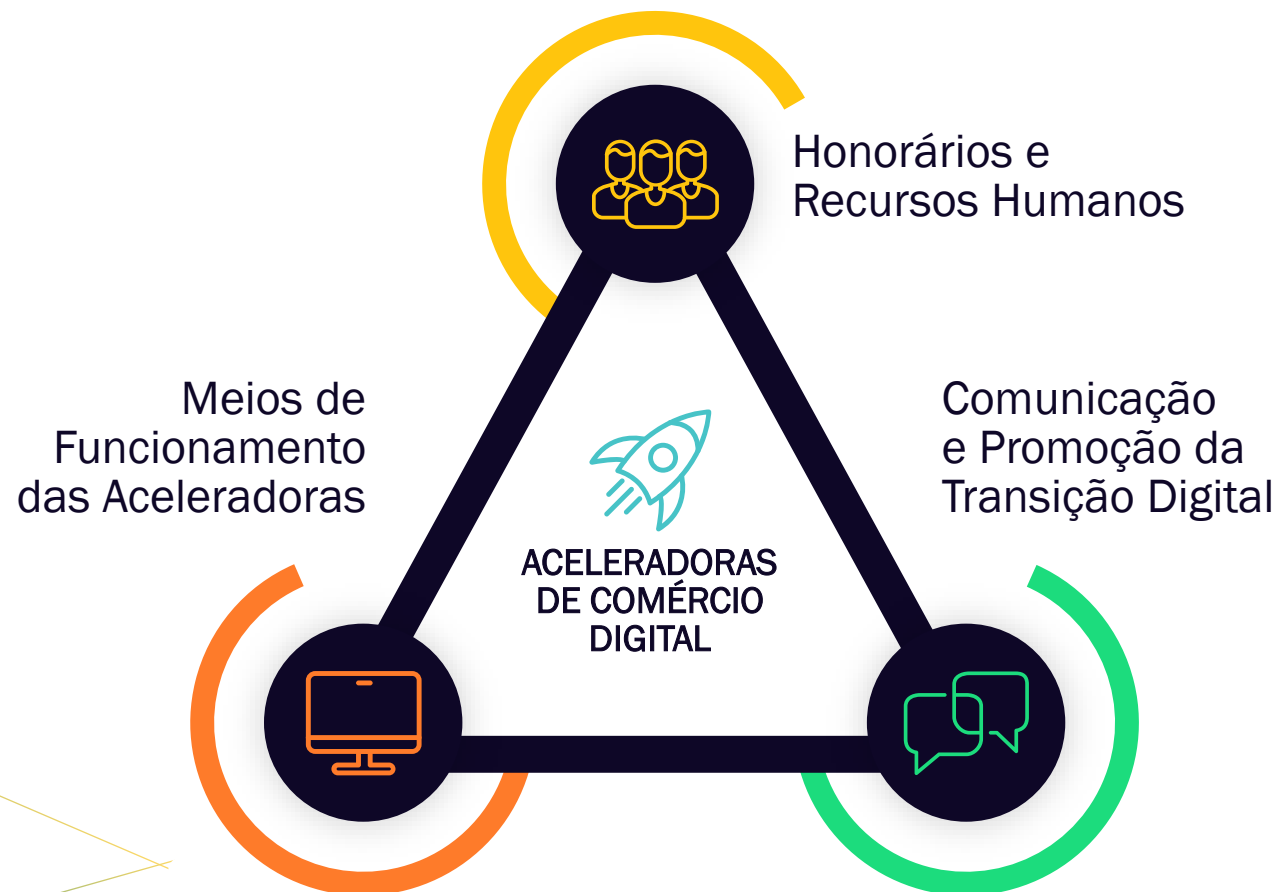 Honorários e
Recursos Humanos
Meios de
Funcionamento
das Aceleradoras
Comunicação
e Promoção da
Transição Digital
ACELERADORAS
DE COMÉRCIO
DIGITAL